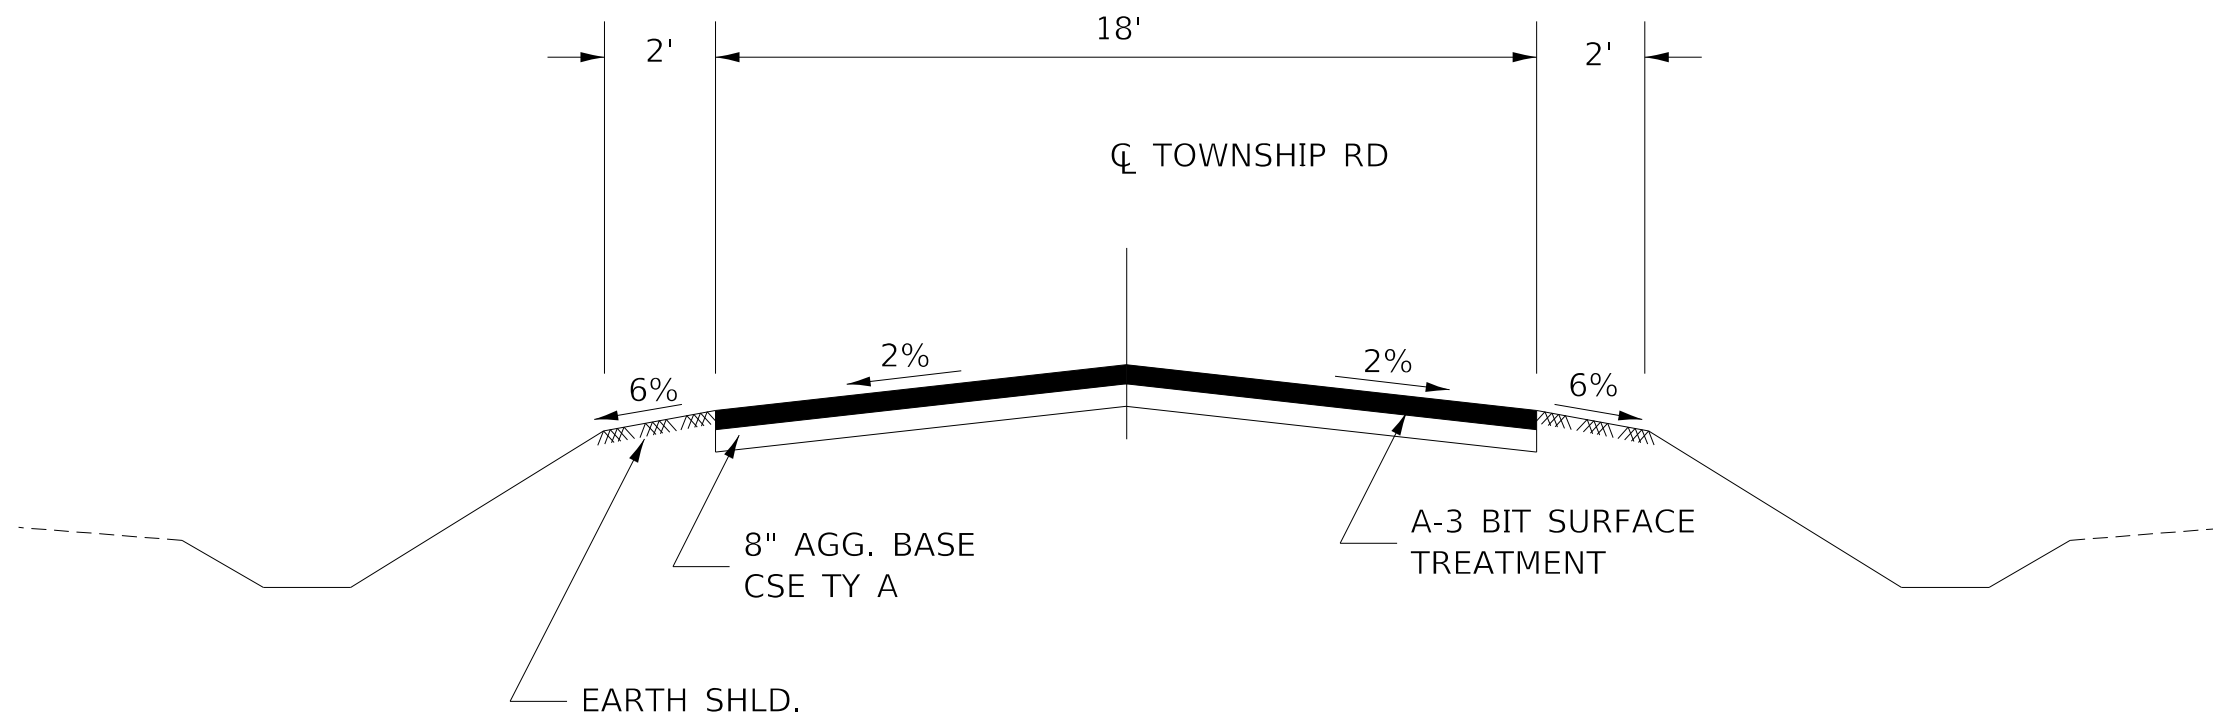 18'
2'
2'
℄ TOWNSHIP RD
2%
2%
6%
6%
A-3 BIT SURFACE
TREATMENT
8" AGG. BASE
CSE TY A
EARTH SHLD.